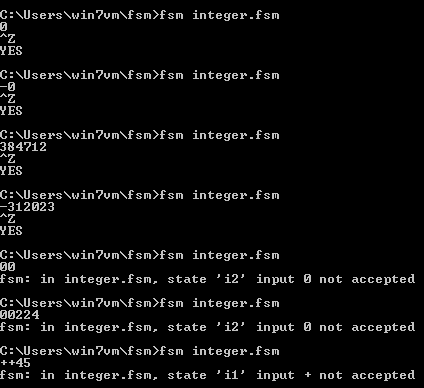 C:\Users\win7vm\fsm>fsm integer.fsm
0
^Z
YES
C:\Users\win7vm\fsm>fsm integer.fsm
-0
^Z
YES
C:\Users\win7vm\fsm>fsm integer.fsm
384712
^Z
YES
C:\Users\win7vm\fsm>fsm integer.fsm
-312023
^Z
YES
C:\Users\win7vm\fsm>fsm integer.fsm
00
fsm: in integer.fsm, state 'i2' input 0 not accepted
C:\Users\win7vm\fsm>fsm integer.fsm
00224
fsm: in integer.fsm, state 'i2' input 0 not accepted
C:\Users\win7vm\fsm>fsm integer.fsm
++45
fsm: in integer.fsm, state 'i1' input + not accepted